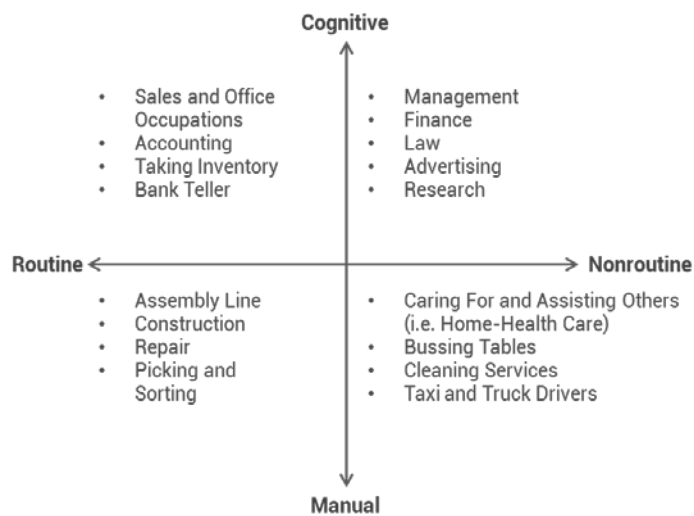 Cognitive
• Sales and Office
Occupations
• Accounting
• Taking Inventory
• Bank Teller
• Management
• Finance
• Law
• Advertising
• Research
Routine
Nonroutine
• Assembly Line
• Construction
• Repair
• Picking and
Sorting
• Caring For and Assisting Others
(i.e. Home-Health Care)
• Bussing Tables
• Cleaning Services
• Taxi and Truck Drivers
Manual